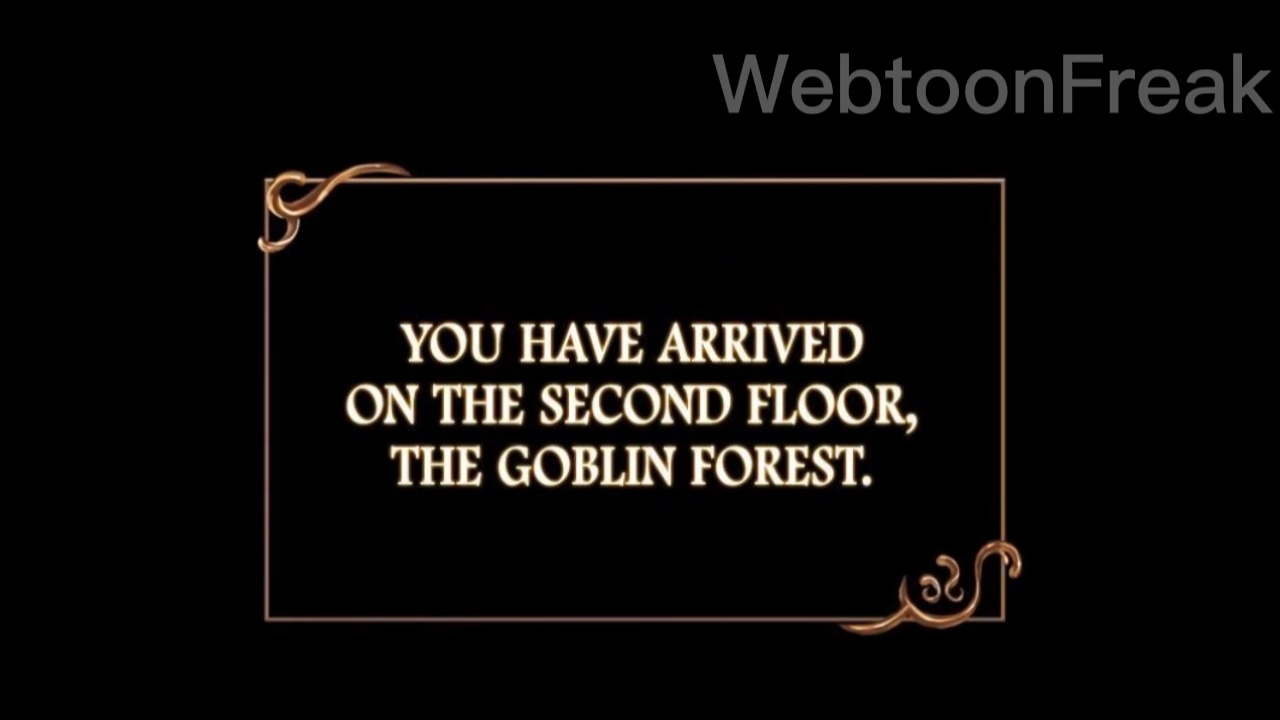 WebtoonFreak
YOU HAVE ARRIVED
ON THE SECOND FLOOR,
THE GOBLIN FOREST.